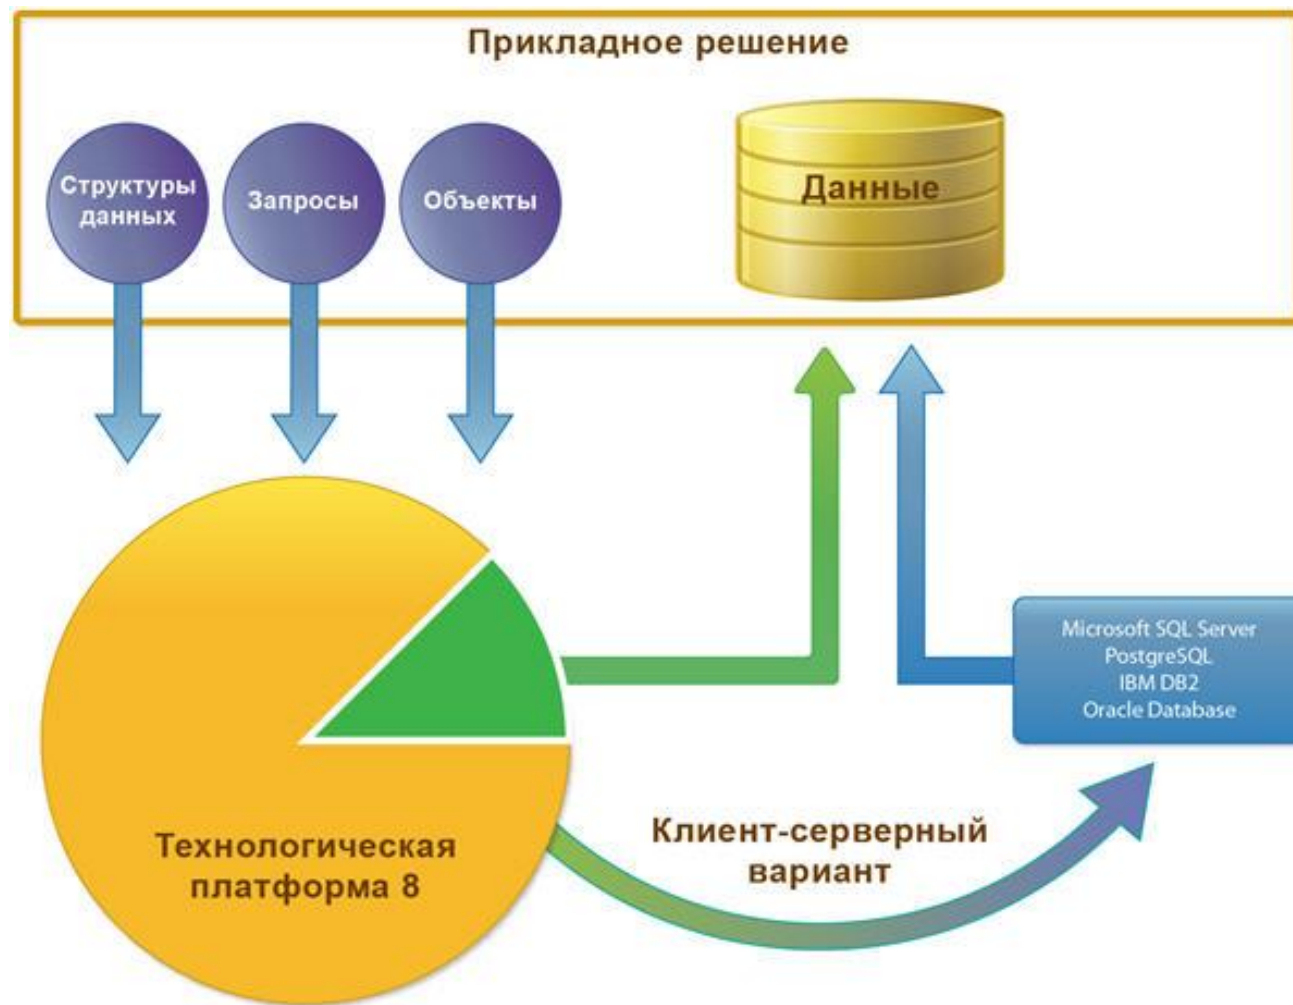 Прикладное решение
Структуры
данных
Запросы
Объекты
Данные
Microsoft SQL Server
PostgreSQL
IBM DB2
Oracle Database
Клиент-серверный
вариант
Технологическая
платформа 8